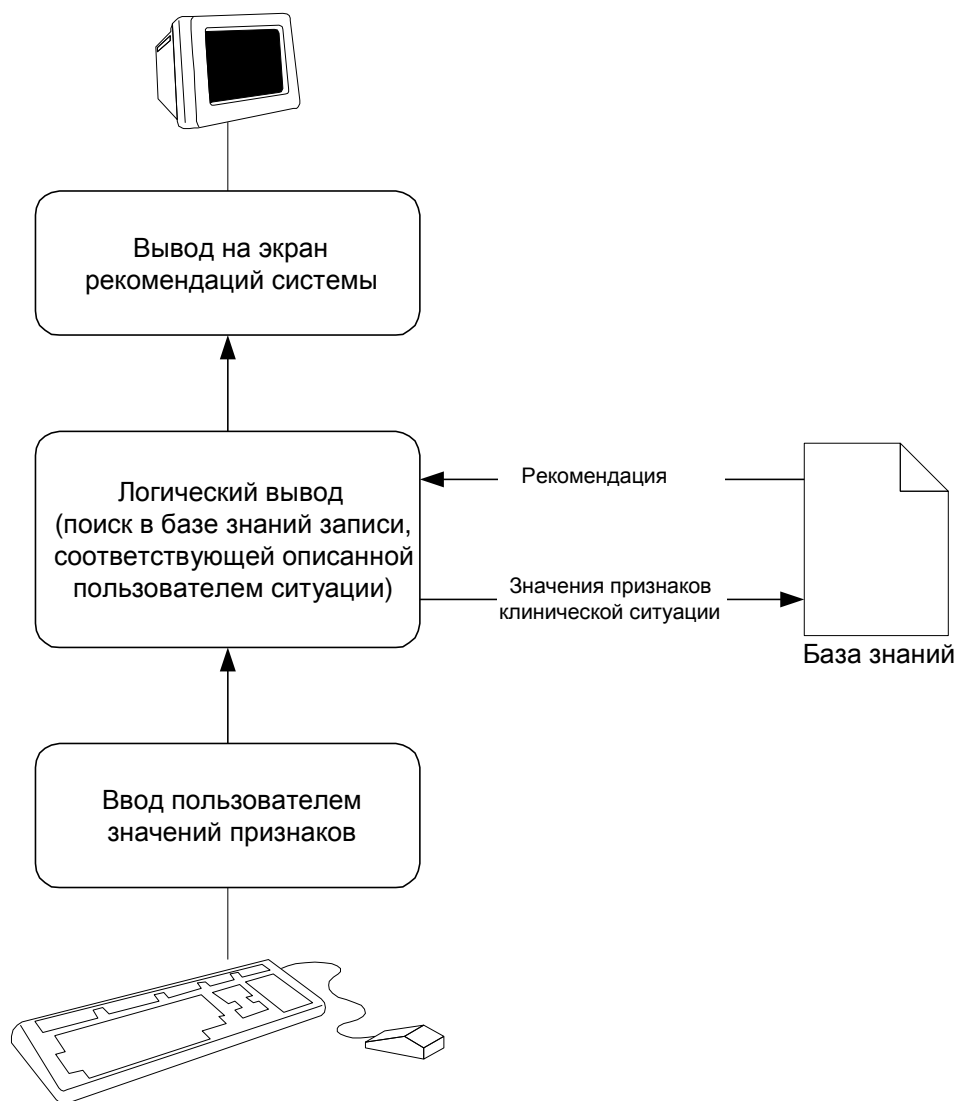 Вывод на экран
рекомендаций системы
Логический вывод
(поиск в базе знаний записи,
соответствующей описанной
пользователем ситуации)
Рекомендация
Значения признаков
клинической ситуации
База знаний
Ввод пользователем
значений признаков